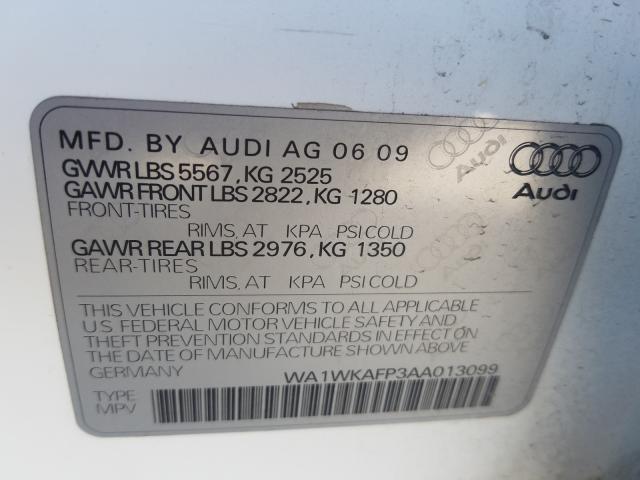 MFD. BY AUDI AG 06 09
GVWR LBS 5567, KG 2525
GAWR FRONT LBS 2822, KG 1280
FRONT-TIRES
RIMS, AT KPA PSI COLD
GAWR REAR LBS 2976, KG 1350
REAR-TIRES
RIMS, AT KPA PSI COLD
THIS VEHICLE CONFORMS TO ALL APPLICABLE
U.S. FEDERAL MOTOR VEHICLE SAFETY AND
THEFT PREVENTION STANDARDS IN EFFECT ON
THE DATE OF MANUFACTURE SHOWN ABOVE.
GERMANY
WA1WKAFP3AA013099
TYPE
MPV
Audi
Audi